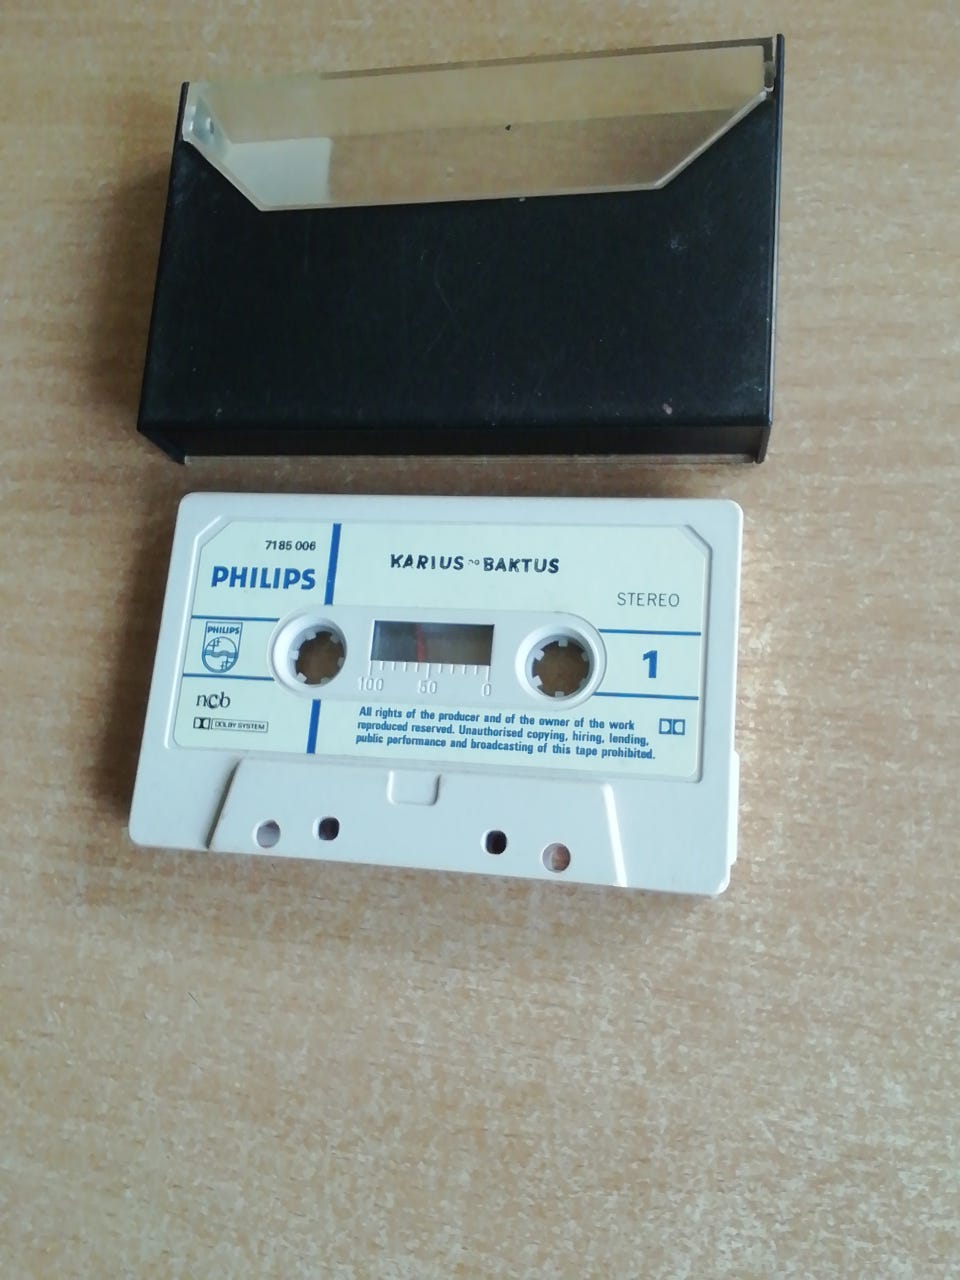 7185 006
PHILIPS
KARIUS OG BAKTUS
STEREO
PHILIPS
1
100 50 0
ncb
DOLBY SYSTEM
All rights of the producer and of the owner of the work
reproduced reserved. Unauthorised copying, hiring, lending,
public performance and broadcasting of this tape prohibited.